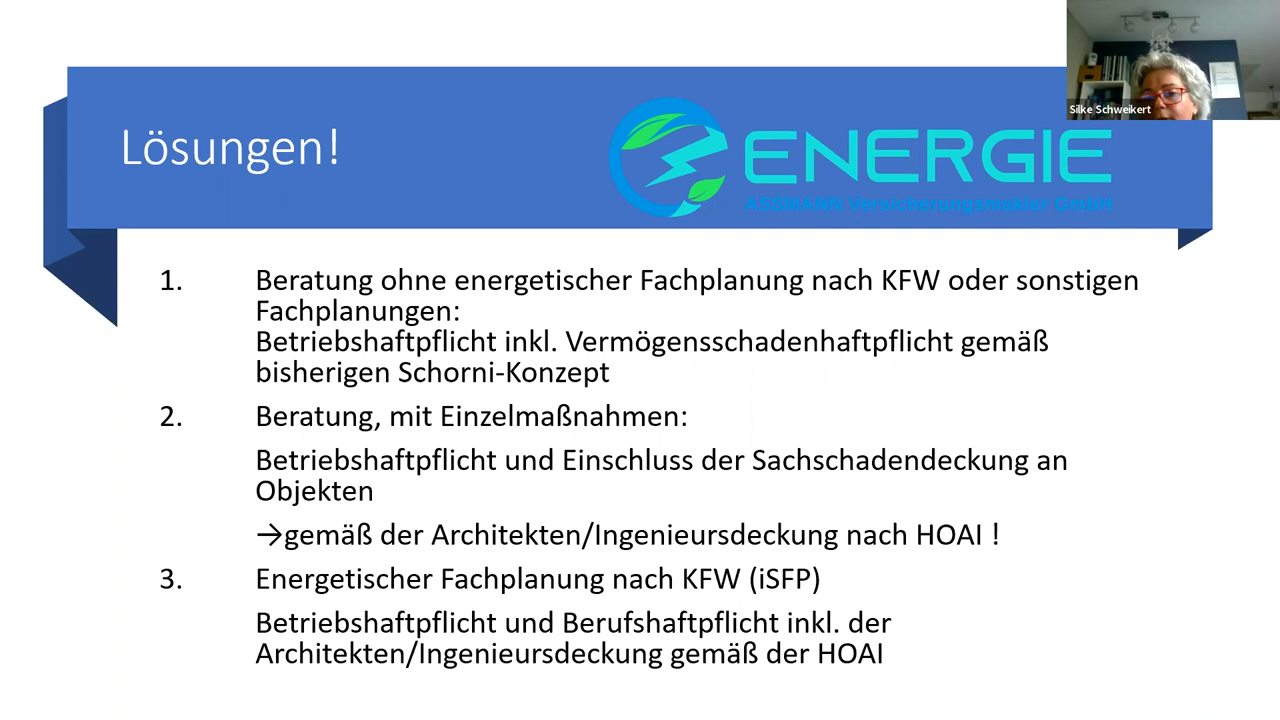 Silke Schweikert
Lösungen!
ENERGIE
ASSMANN Versicherungsmakler GmbH
1. Beratung ohne energetischer Fachplanung nach KFW oder sonstigen
Fachplanungen:
Betriebshaftpflicht inkl. Vermögensschadenhaftpflicht gemäß
bisherigen Schorni-Konzept
2. Beratung, mit Einzelmaßnahmen:
Betriebshaftpflicht und Einschluss der Sachschadendeckung an
Objekten
→gemäß der Architekten/Ingenieursdeckung nach HOAI !
3. Energetischer Fachplanung nach KFW (iSFP)
Betriebshaftpflicht und Berufshaftpflicht inkl. der
Architekten/Ingenieursdeckung gemäß der HOAI